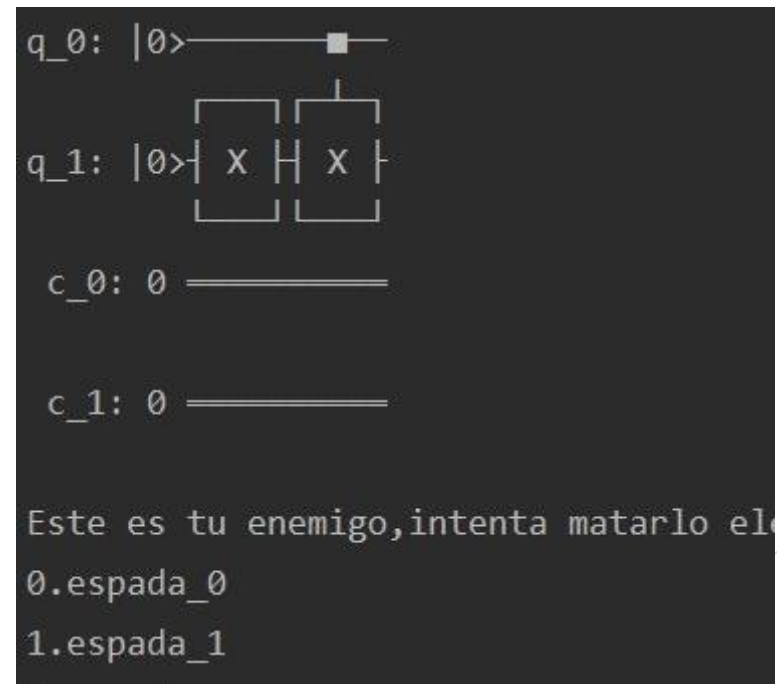 q_0: |0>
q_1: |0> X X
c_0: 0
c_1: 0
Este es tu enemigo,intenta matarlo
0.espada_0
1.espada_1